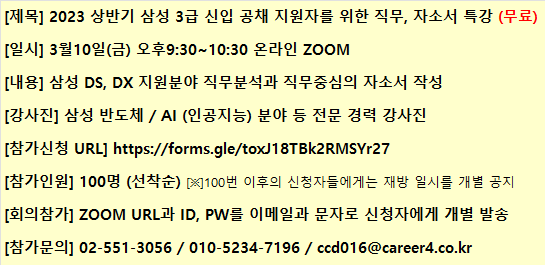 [제목] 2023 상반기 삼성 3급 신입 공채 지원자를 위한 직무, 자소서 특강 (무료)
[일시] 3월10일(금) 오후9:30~10:30 온라인 ZOOM
[내용] 삼성 DS, DX 지원분야 직무분석과 직무중심의 자소서 작성
[강사진] 삼성 반도체 / AI (인공지능) 분야 등 전문 경력 강사진
[참가신청 URL] https://forms.gle/toxJ18TBk2RMSYr27
[참가인원] 100명 (선착순) [※]100번 이후의 신청자들에게는 재방 일시를 개별 공지
[회의참가] ZOOM URL과 ID, PW를 이메일과 문자로 신청자에게 개별 발송
[참가문의] 02-551-3056 / 010-5234-7196 / ccd016@career4.co.kr